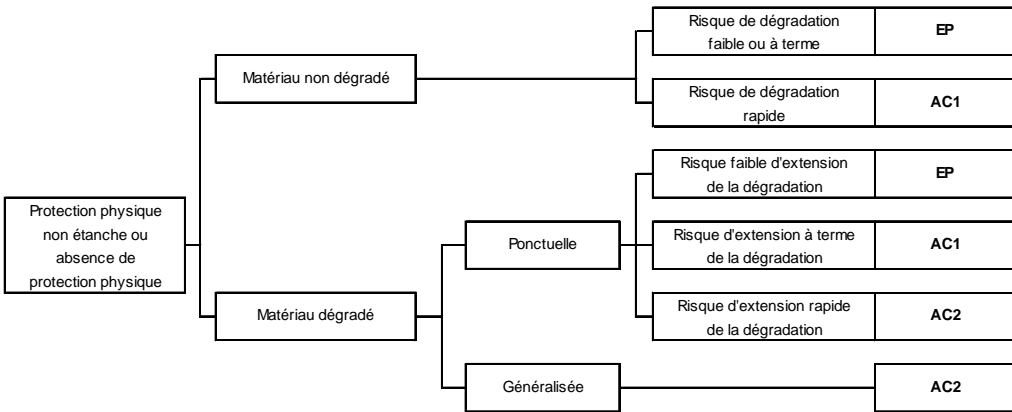 Risque de dégradation
faible ou à terme
EP
Matériau non dégradé
Risque de dégradation
rapide
AC1
Risque faible d'extension
de la dégradation
EP
Protection physique
non étanche ou
absence de
protection physique
Ponctuelle
Risque d'extension à terme
de la dégradation
AC1
Matériau dégradé
Risque d'extension rapide
de la dégradation
AC2
Généralisée
AC2